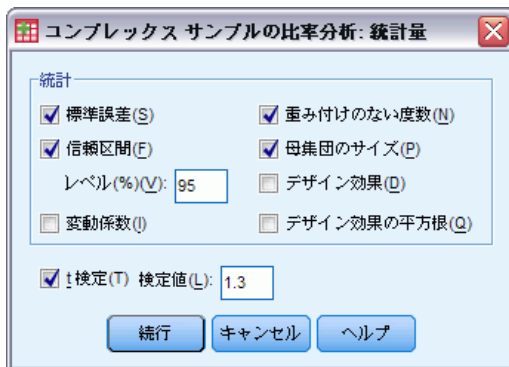 コンプレックス サンプルの比率分析: 統計量
統計
標準誤差(S)
重み付けのない度数(N)
信頼区間(F)
母集団のサイズ(P)
レベル(%)(V): 95
デザイン効果(D)
変動係数(I)
デザイン効果の平方根(Q)
t検定(T) 検定値(L): 1.3
続行 キャンセル ヘルプ